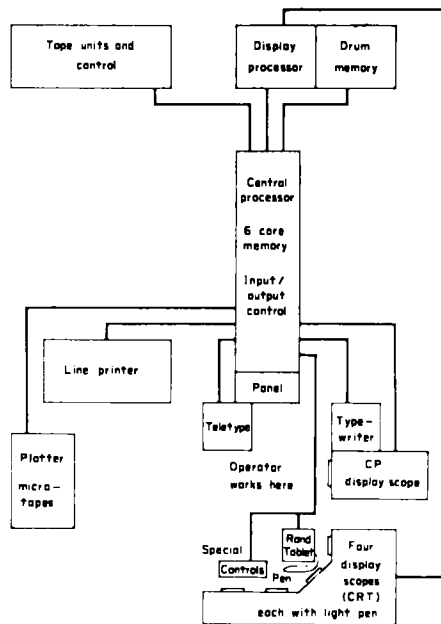 Tape units and
control
Display
processor
Drum
memory
Central
processor
6 core
memory
Input/
output
control
Line printer
Panel
Teletype
Type-
writer
Plotter
micro-
tapes
Operator
works here
CP
display scope
Special
Controls
Pen
Rand
Tablet
Four
display
scopes
(CRT)
each with light pen